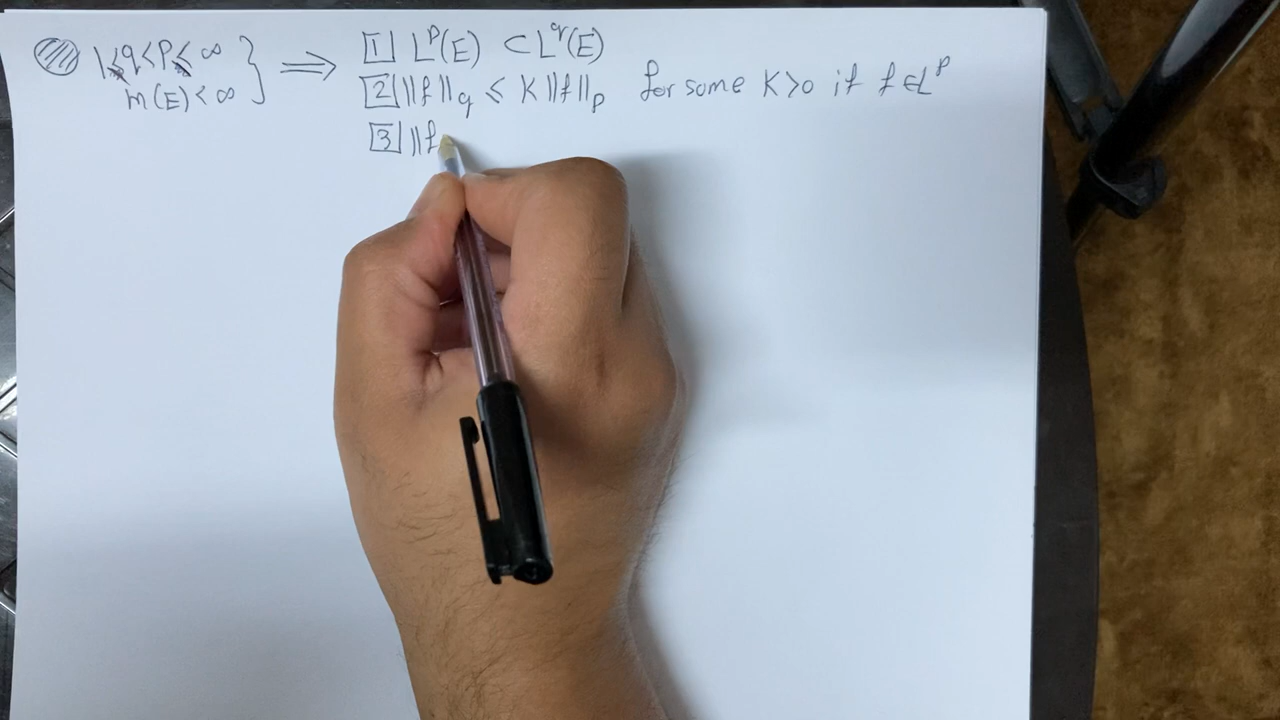 1≤q<p≤∞ } ⟹ [1] L^p(E) ⊂ L^q(E)
m(E)<∞ [2] ||f||_q ≤ K||f||_p for some K>0 if f∈L^p
[3] ||f